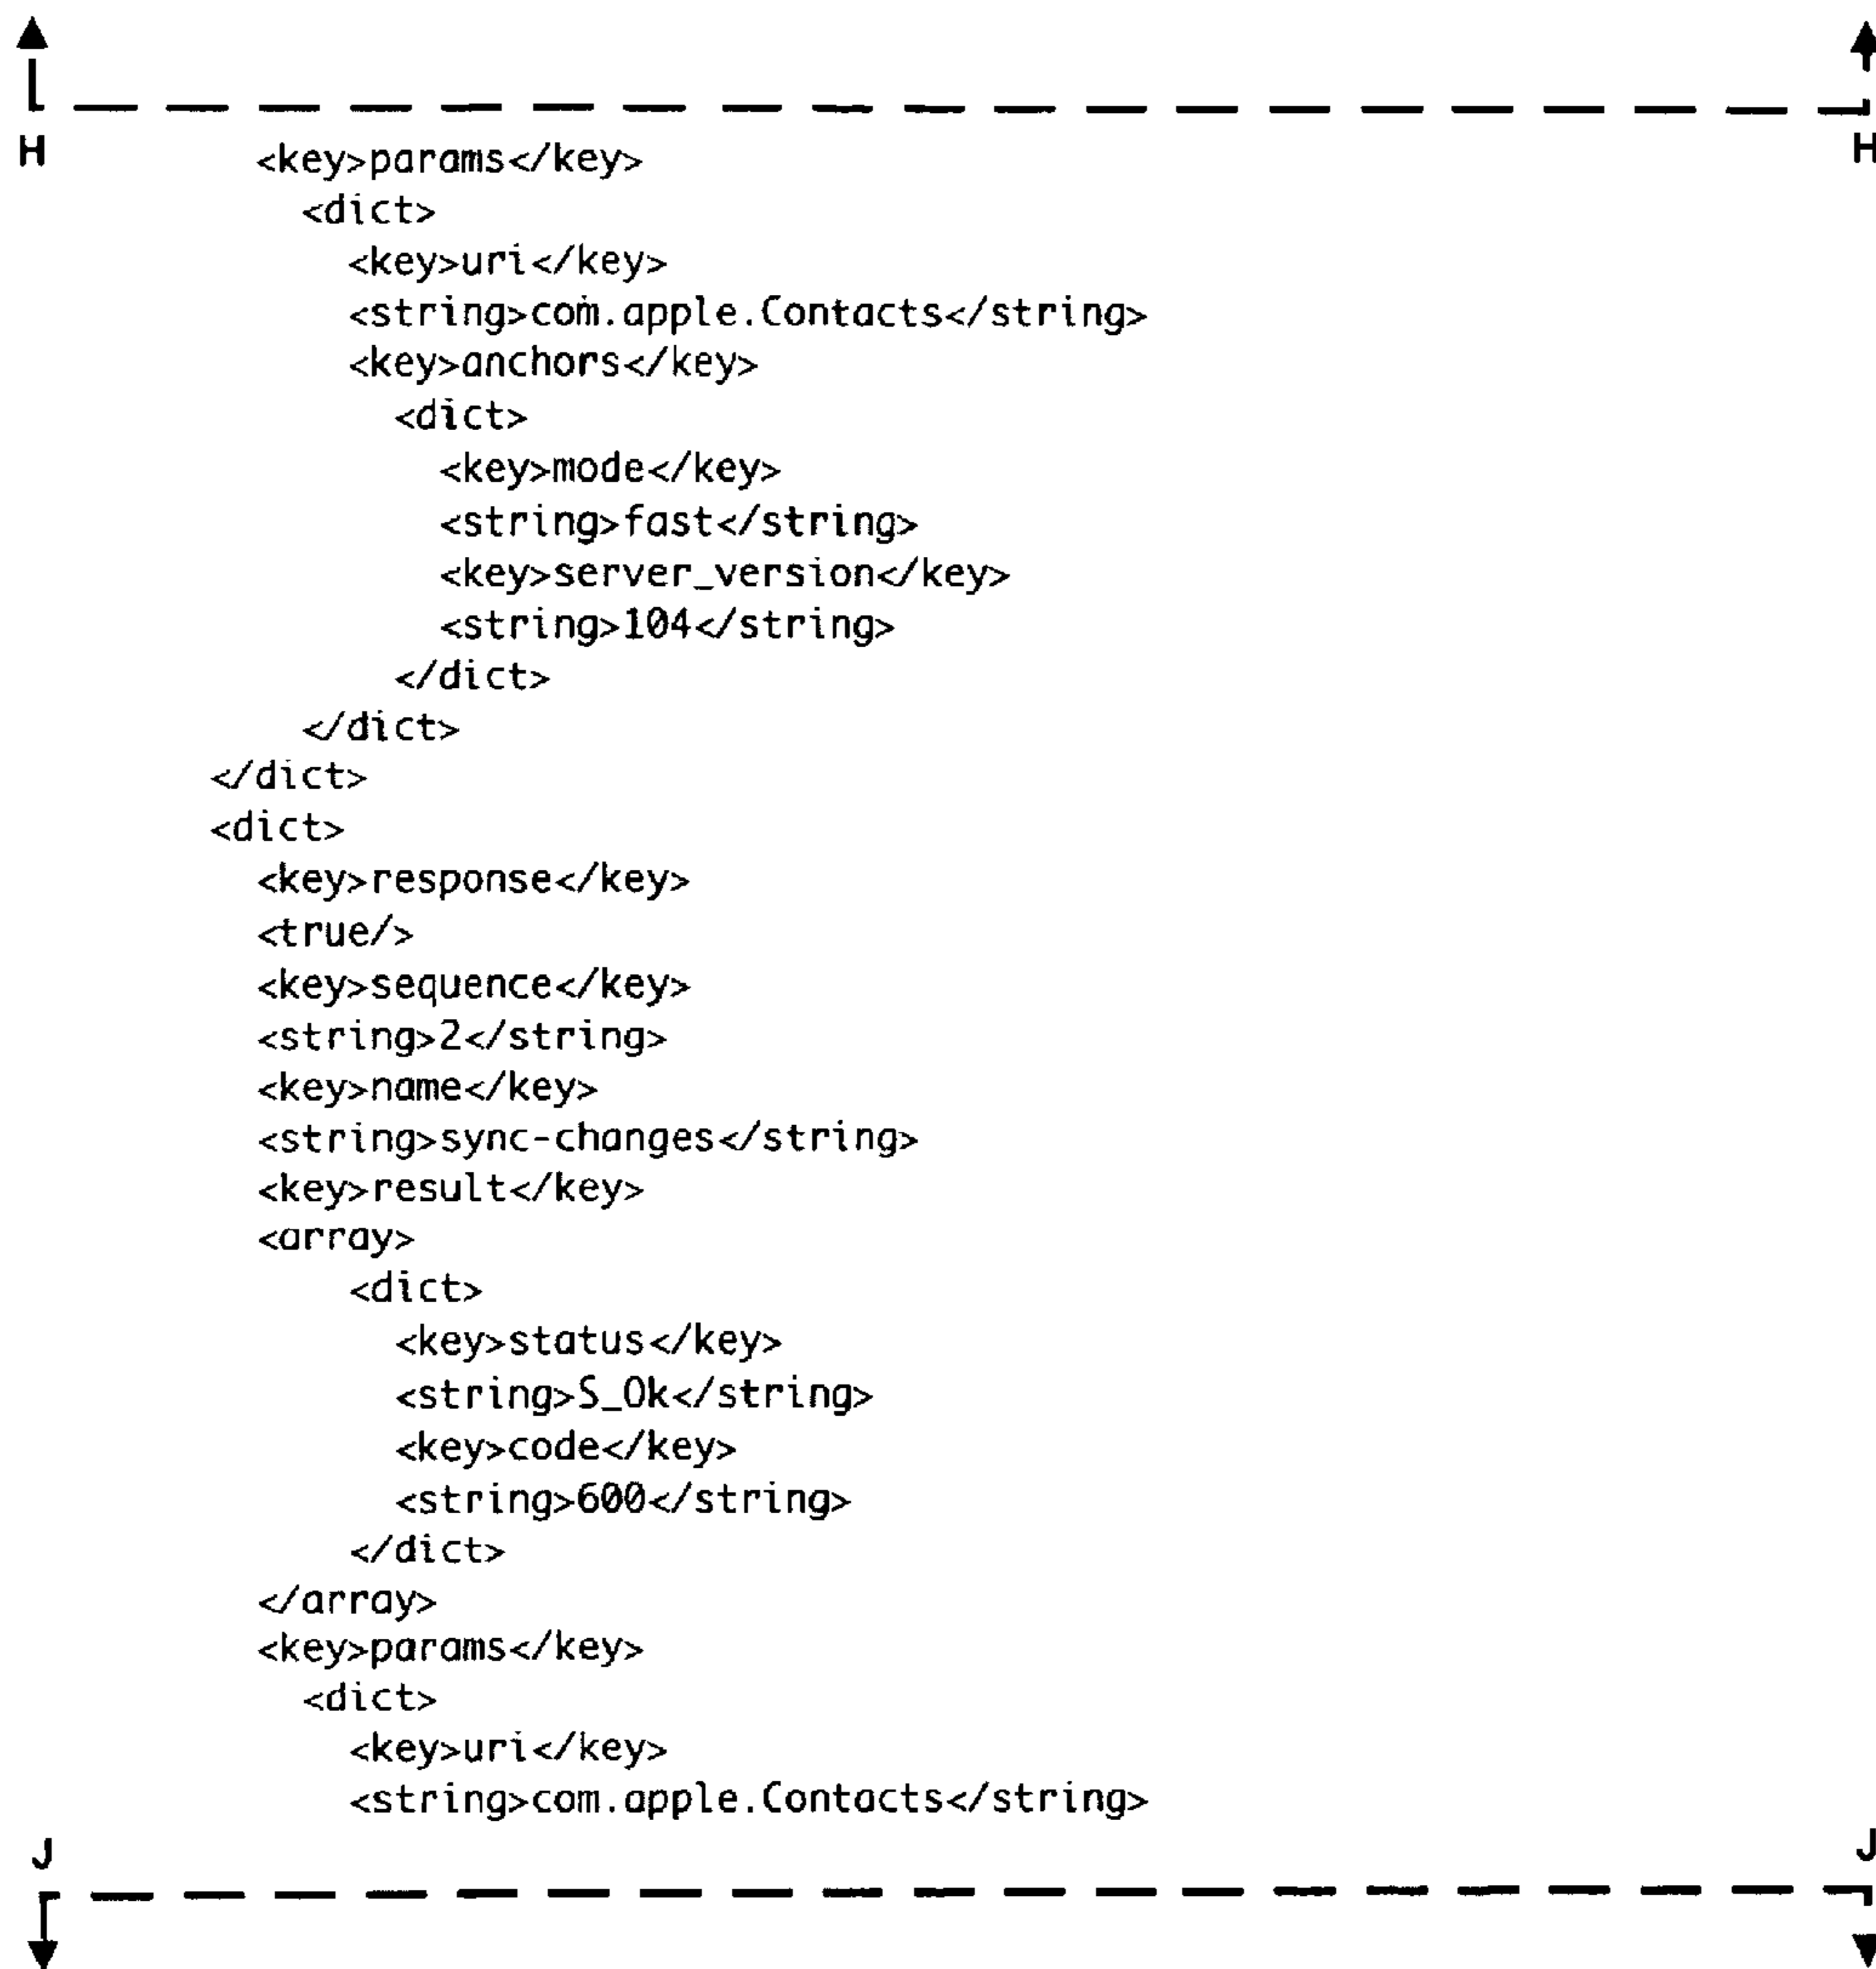 H H
<key>params</key>
<dict>
<key>uri</key>
<string>com.apple.Contacts</string>
<key>anchors</key>
<dict>
<key>mode</key>
<string>fast</string>
<key>server_version</key>
<string>104</string>
</dict>
</dict>
</dict>
<dict>
<key>response</key>
<true/>
<key>sequence</key>
<string>2</string>
<key>name</key>
<string>sync-changes</string>
<key>result</key>
<array>
<dict>
<key>status</key>
<string>S_Ok</string>
<key>code</key>
<string>600</string>
</dict>
</array>
<key>params</key>
<dict>
<key>uri</key>
<string>com.apple.Contacts</string>
J J